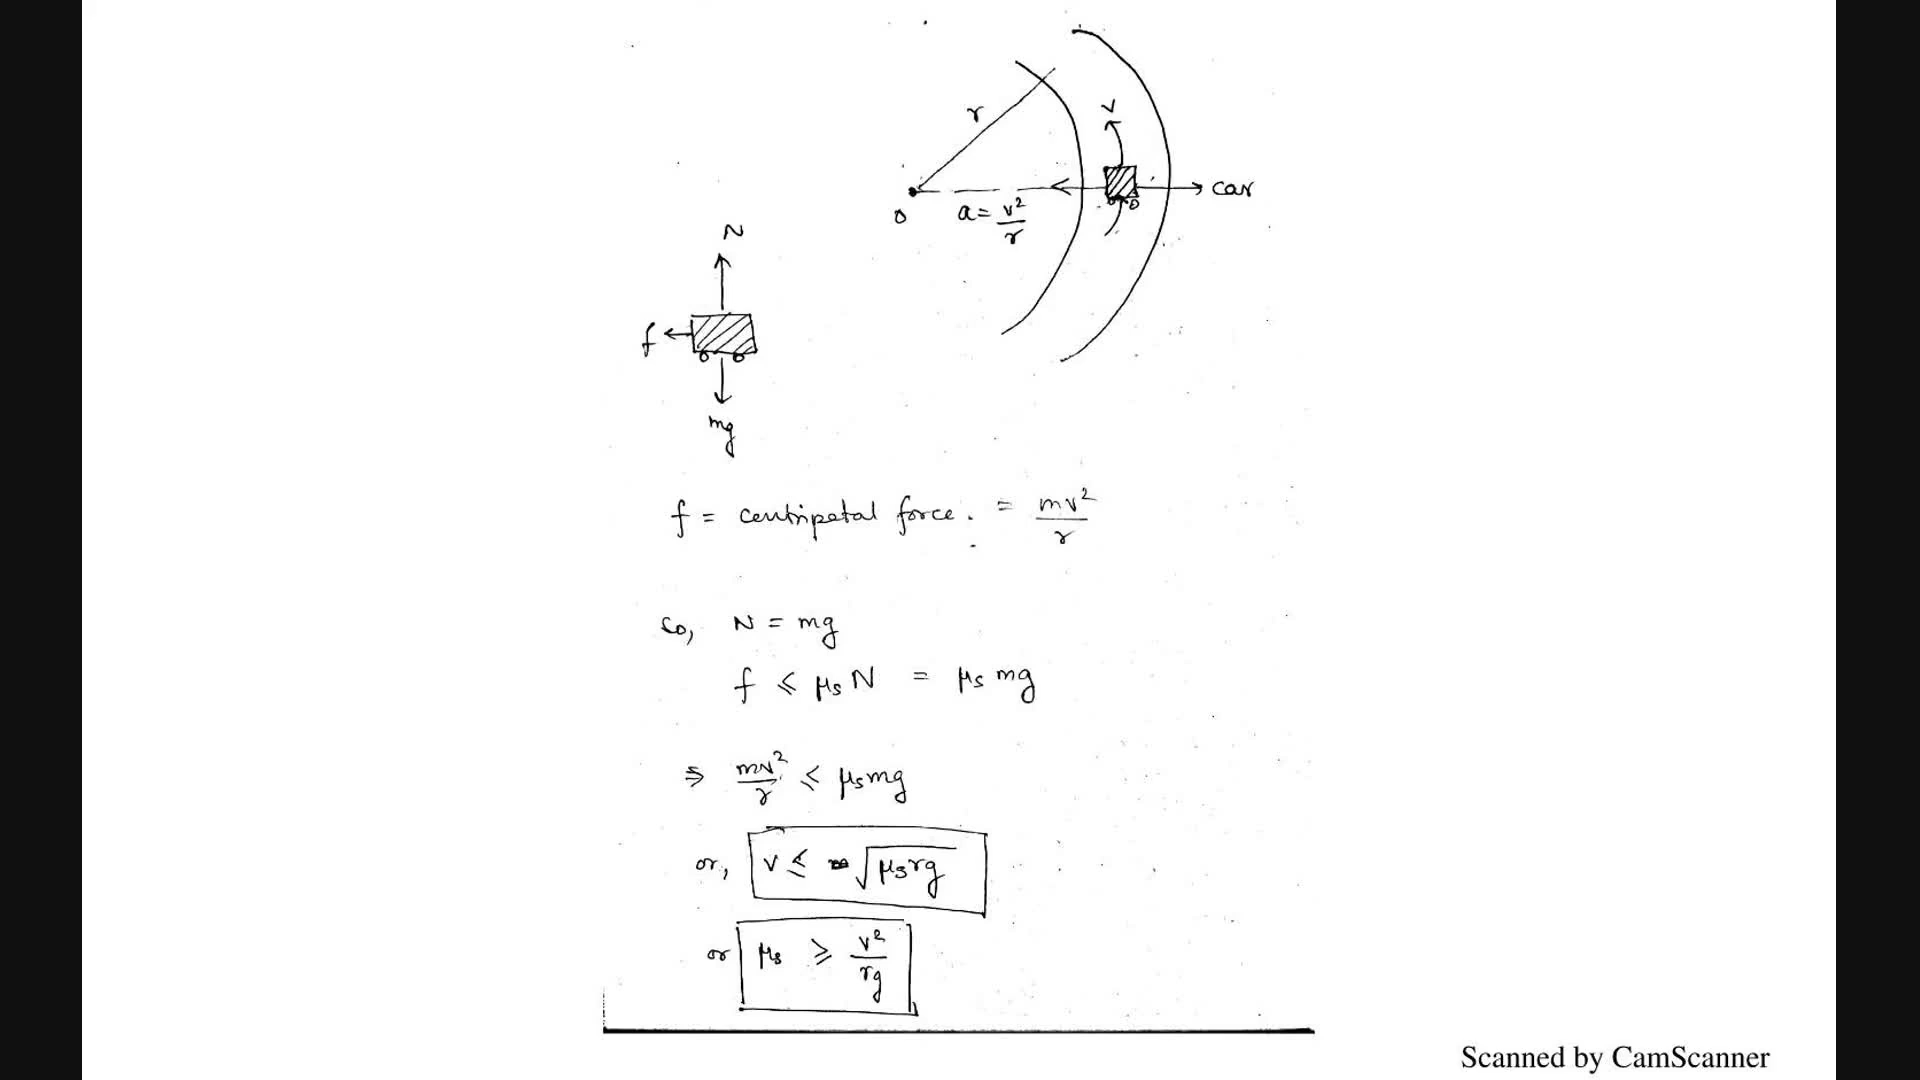 v
r
car
o
a = v²/r
N
f
mg
f = centripetal force. = mv²/r
so, N = mg
f ≤ μs N = μs mg
⇒ mv²/r ≤ μs mg
or, v ≤ √μs rg
or μs ≥ v²/rg
Scanned by CamScanner